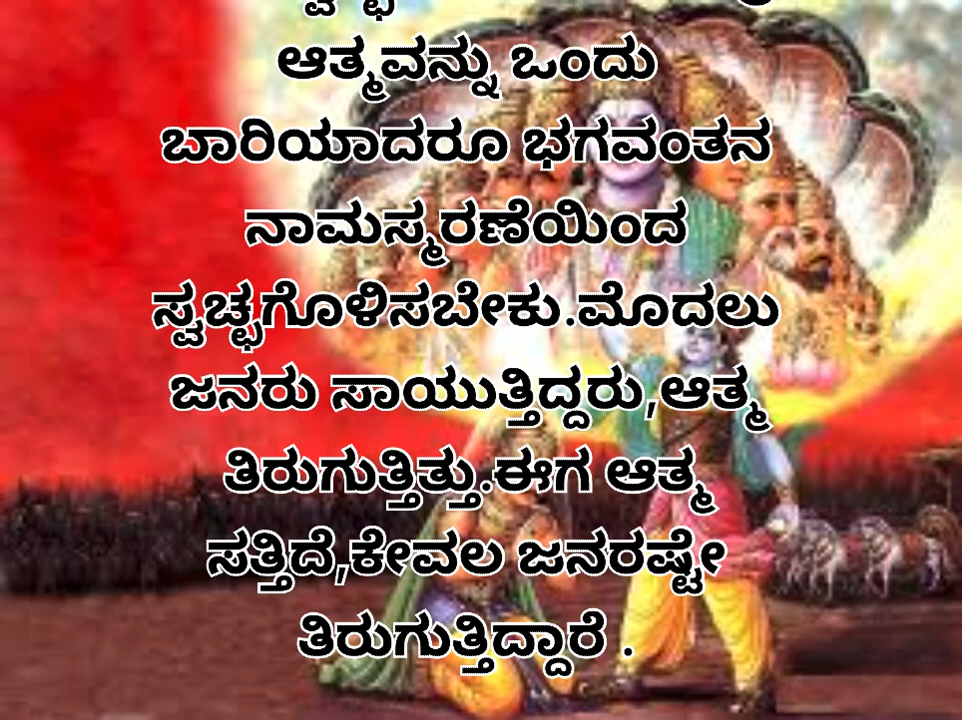 ಆತ್ಮವನ್ನು ಒಂದು
ಬಾರಿಯಾದರೂ ಭಗವಂತನ
ನಾಮಸ್ಮರಣೆಯಿಂದ
ಸ್ವಚ್ಛಗೊಳಿಸಬೇಕು.ಮೊದಲು
ಜನರು ಸಾಯುತ್ತಿದ್ದರು,ಆತ್ಮ
ತಿರುಗುತ್ತಿತ್ತು.ಈಗ ಆತ್ಮ
ಸತ್ತಿದೆ,ಕೇವಲ ಜನರಷ್ಟೇ
ತಿರುಗುತ್ತಿದ್ದಾರೆ .